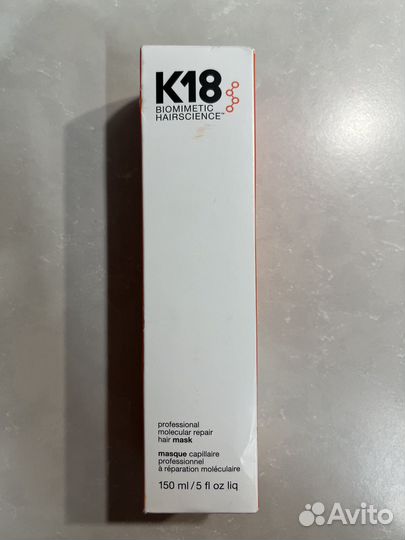 K18
BIOMIMETIC
HAIRSCIENCE™
professional
molecular repair
hair mask
masque capillaire
professionnel
à réparation moléculaire
150 ml / 5 fl oz liq
Avito